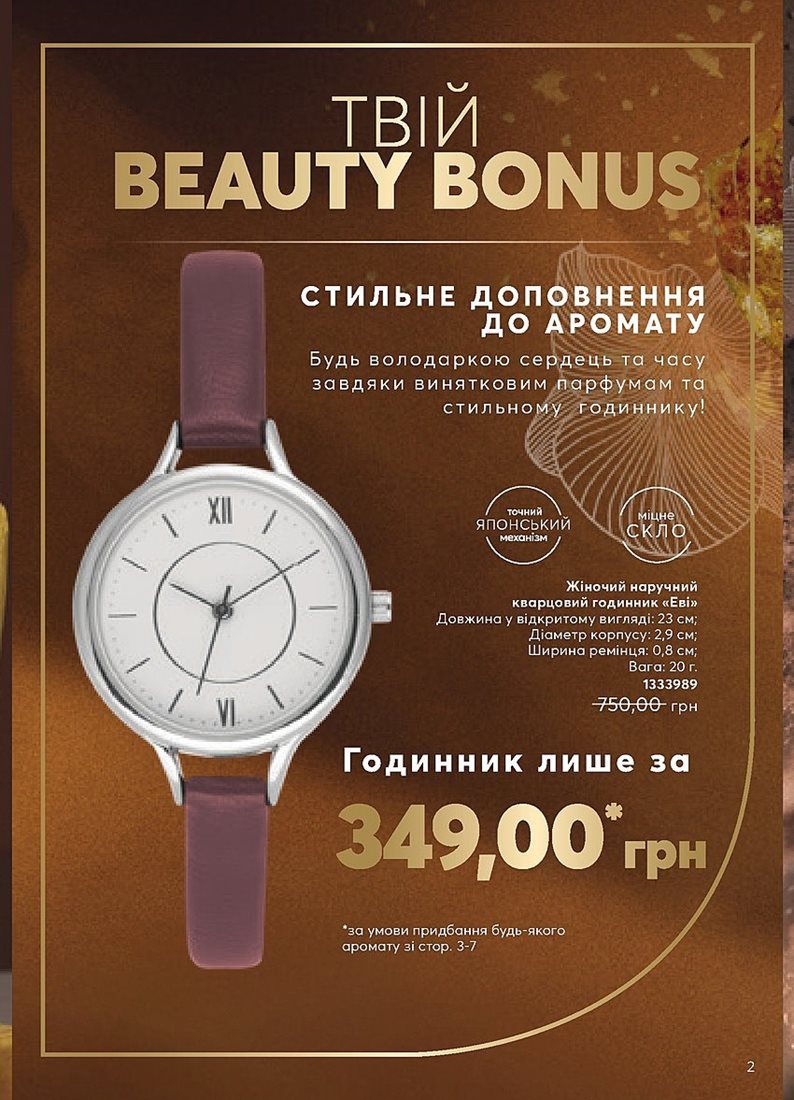 ТВІЙ
BEAUTY BONUS
СТИЛЬНЕ ДОПОВНЕННЯ
ДО АРОМАТУ
Будь володаркою сердець та часу
завдяки винятковим парфумам та
стильному годиннику!
точний
ЯПОНСЬКИЙ
механізм
міцне
СКЛО
Жіночий наручний
кварцовий годинник «Еві»
Довжина у відкритому вигляді: 23 см;
Діаметр корпусу: 2,9 см;
Ширина ремінця: 0,8 см;
Вага: 20 г.
1333989
750,00 грн
XII
VI
Годинник лише за
349,00* грн
*за умови придбання будь-якого
аромату зі стор. 3-7
2